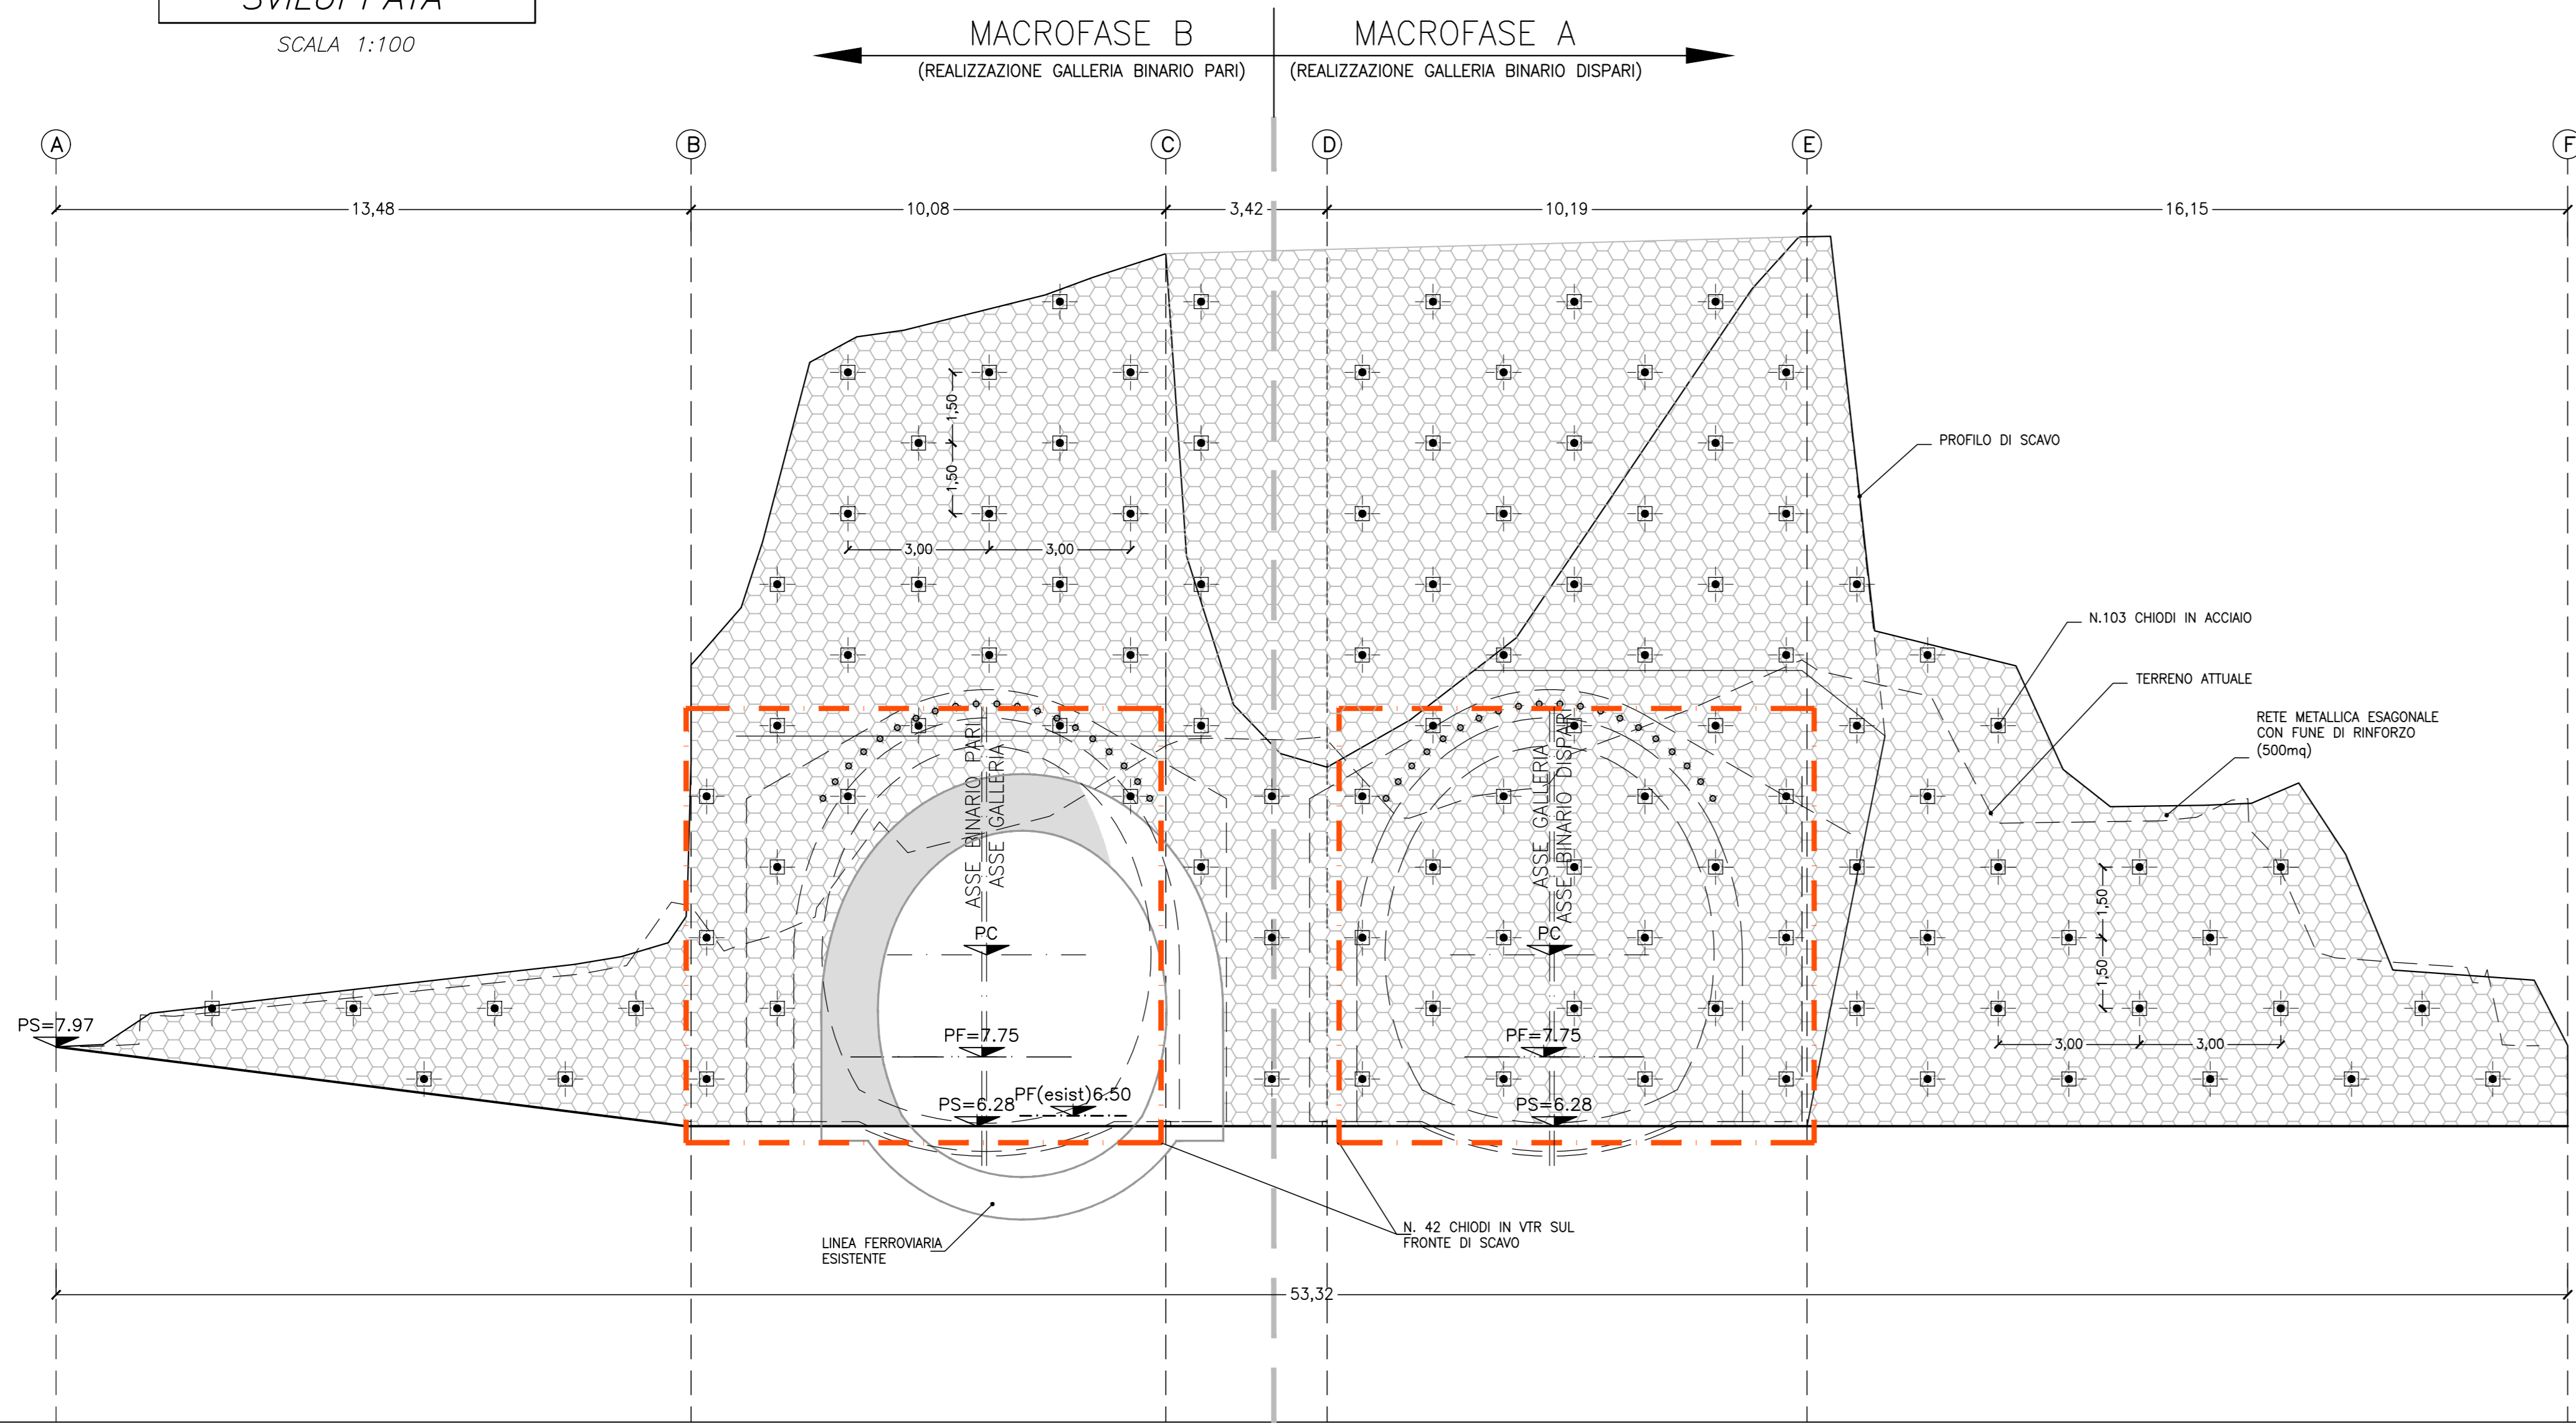 SVILUPPATA
SCALA 1:100
MACROFASE B
MACROFASE A
(REALIZZAZIONE GALLERIA BINARIO PARI)
(REALIZZAZIONE GALLERIA BINARIO DISPARI)
A
B
C
D
E
F
13,48
10,08
3,42
10,19
16,15
1,50
1,50
3,00
3,00
PROFILO DI SCAVO
N.103 CHIODI IN ACCIAIO
TERRENO ATTUALE
RETE METALLICA ESAGONALE
CON FUNE DI RINFORZO
(500mq)
ASSE BINARIO PARI
ASSE GALLERIA
ASSE GALLERIA
ASSE BINARIO DISPARI
PC
PC
1,50
1,50
3,00
3,00
PS=7.97
PF=7.75
PF=7.75
PF(esist)6.50
PS=6.28
PS=6.28
LINEA FERROVIARIA
ESISTENTE
N. 42 CHIODI IN VTR SUL
FRONTE DI SCAVO
53,32